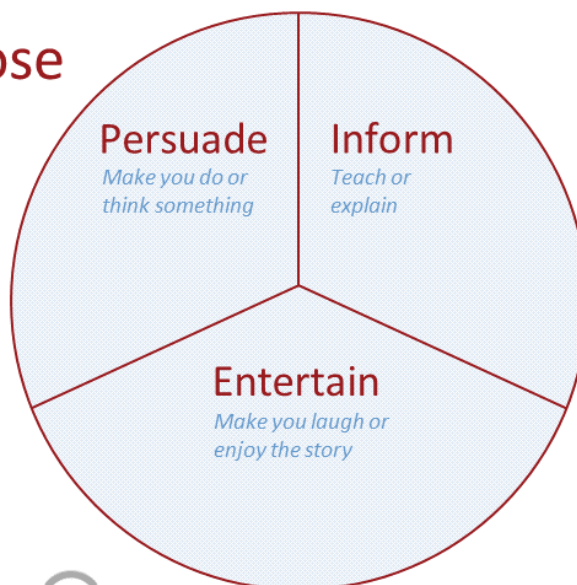 ose
Persuade
Make you do or
think something
Inform
Teach or
explain
Entertain
Make you laugh or
enjoy the story